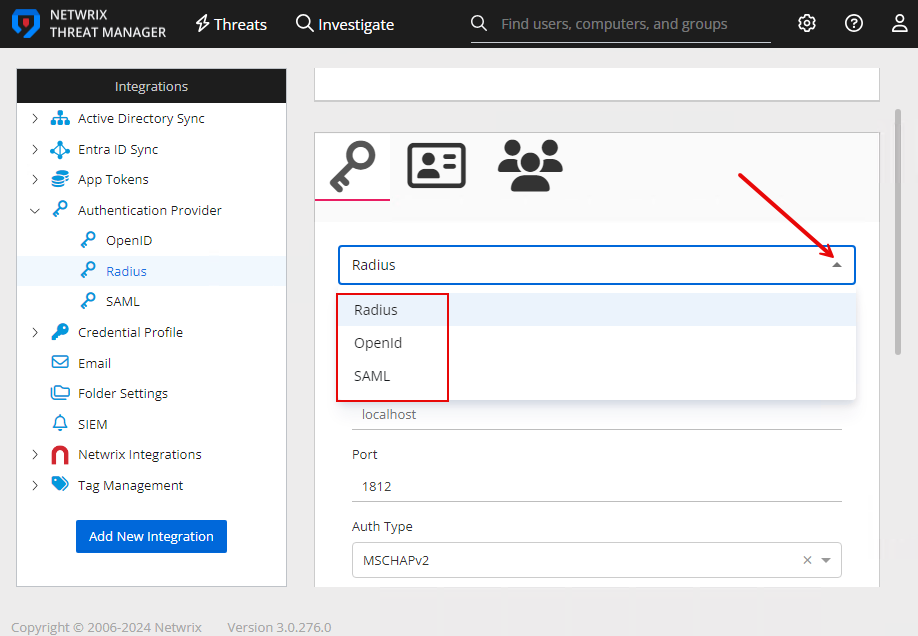 NETWRIX
THREAT MANAGER
Threats
Investigate
Find users, computers, and groups
Integrations
Active Directory Sync
Entra ID Sync
App Tokens
Authentication Provider
OpenID
Radius
SAML
Credential Profile
Email
Folder Settings
SIEM
Netwrix Integrations
Tag Management
Add New Integration
Radius
Radius
OpenId
SAML
localhost
Port
1812
Auth Type
MSCHAPv2
Copyright © 2006-2024 Netwrix Version 3.0.276.0